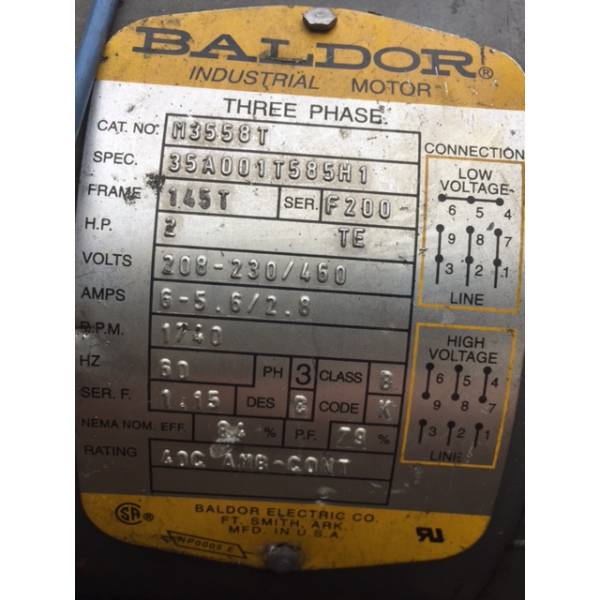 BALDOR®
INDUSTRIAL MOTOR
THREE PHASE
CAT. NO. M3558T
SPEC. 35A001T585H1
FRAME 145T SER. F200
H.P. 2 TE
VOLTS 208-230/460
AMPS 6-5.6/2.8
R.P.M. 1740
HZ 60 PH 3 CLASS B
SER. F. 1.15 DES B CODE K
NEMA NOM. EFF. 84 % P.F. 79 %
RATING 40C AMB-CONT
CONNECTION
LOW
VOLTAGE
6 5 4
9 8 7
3 2 1
LINE
HIGH
VOLTAGE
6 5 4
9 8 7
3 2 1
LINE
BALDOR ELECTRIC CO.
FT. SMITH, ARK.
MFD. IN U.S.A.
SA
NP0005 E